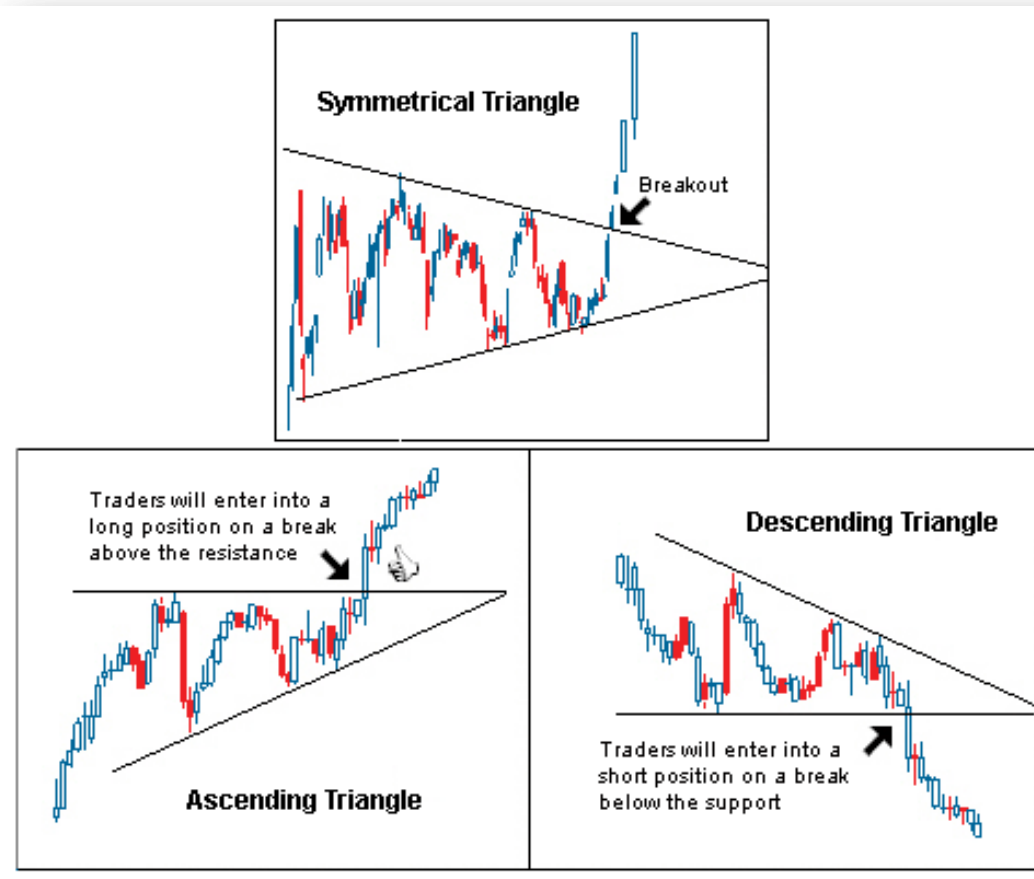 Symmetrical Triangle
Breakout
Traders will enter into a
long position on a break
above the resistance
Ascending Triangle
Descending Triangle
Traders will enter into a
short position on a break
below the support